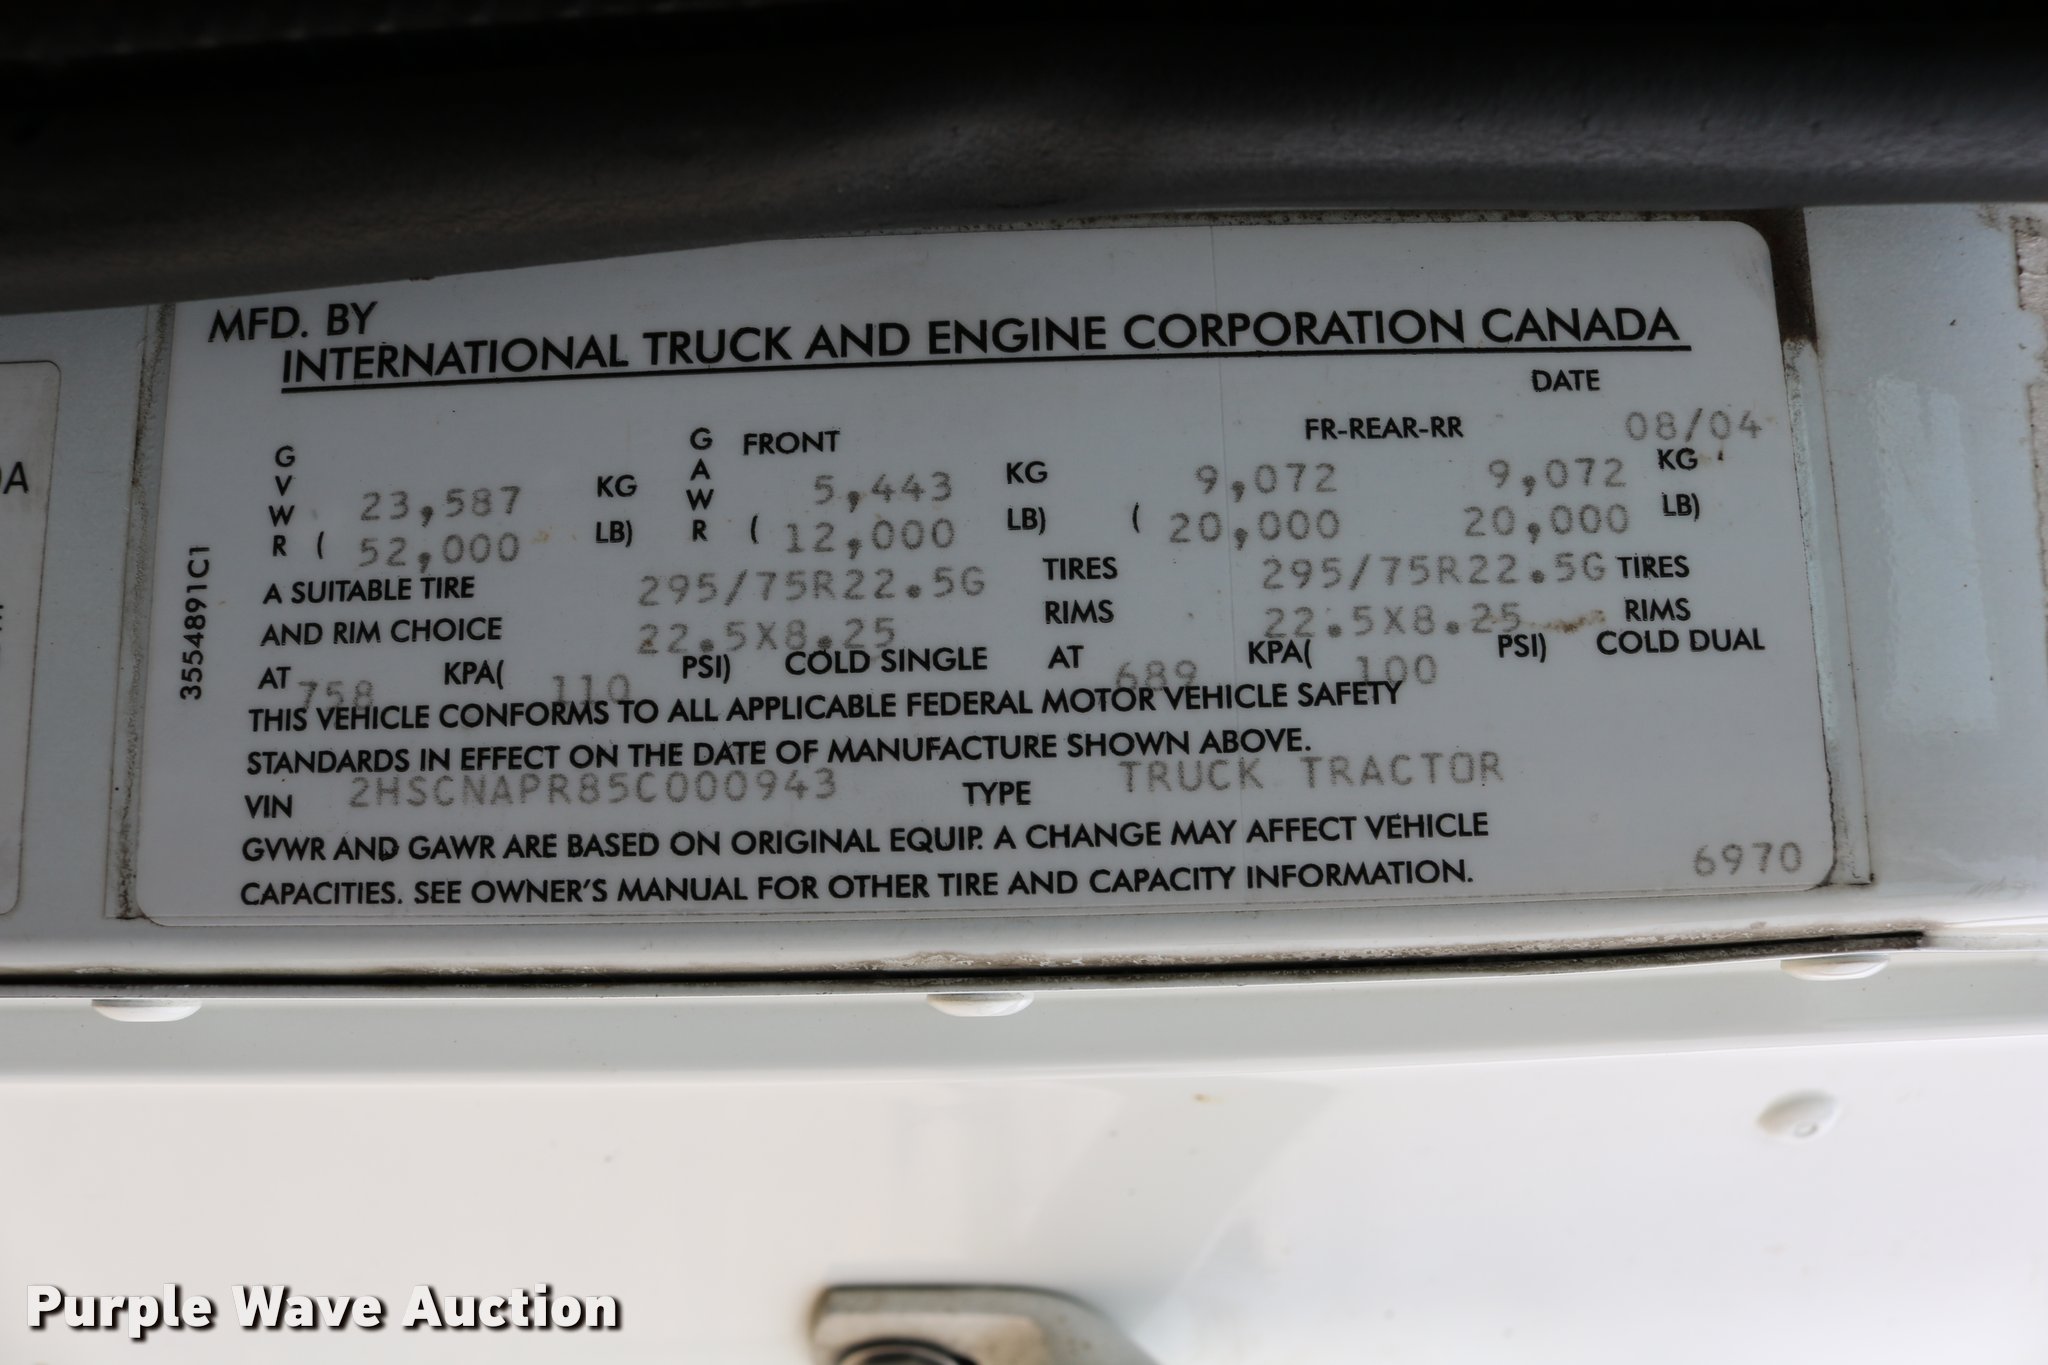 MFD. BY
INTERNATIONAL TRUCK AND ENGINE CORPORATION CANADA
DATE
GVWR GAWR FRONT FR-REAR-RR 08/04
23,587 KG 5,443 KG 9,072 9,072 KG
( 52,000 LB) ( 12,000 LB) ( 20,000 20,000 LB)
A SUITABLE TIRE 295/75R22.5G TIRES 295/75R22.5G TIRES
AND RIM CHOICE 22.5X8.25 RIMS 22.5X8.25 RIMS
AT 758 KPA( 110 PSI) COLD SINGLE AT 689 KPA( 100 PSI) COLD DUAL
THIS VEHICLE CONFORMS TO ALL APPLICABLE FEDERAL MOTOR VEHICLE SAFETY
STANDARDS IN EFFECT ON THE DATE OF MANUFACTURE SHOWN ABOVE.
VIN 2HSCNAPR85C000943 TYPE TRUCK TRACTOR
GVWR AND GAWR ARE BASED ON ORIGINAL EQUIP. A CHANGE MAY AFFECT VEHICLE
CAPACITIES. SEE OWNER'S MANUAL FOR OTHER TIRE AND CAPACITY INFORMATION.
6970
3554891C1
Purple Wave Auction